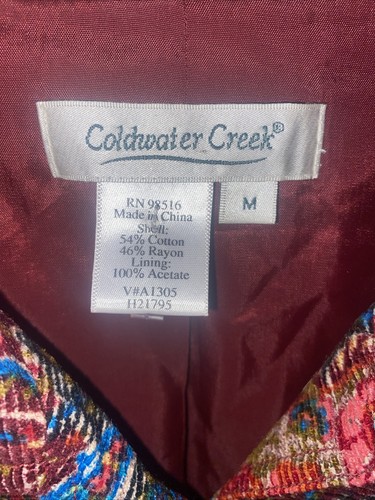 Coldwater Creek®
M
RN 98516
Made in China
Shell:
54% Cotton
46% Rayon
Lining:
100% Acetate
V#A1305
H21795